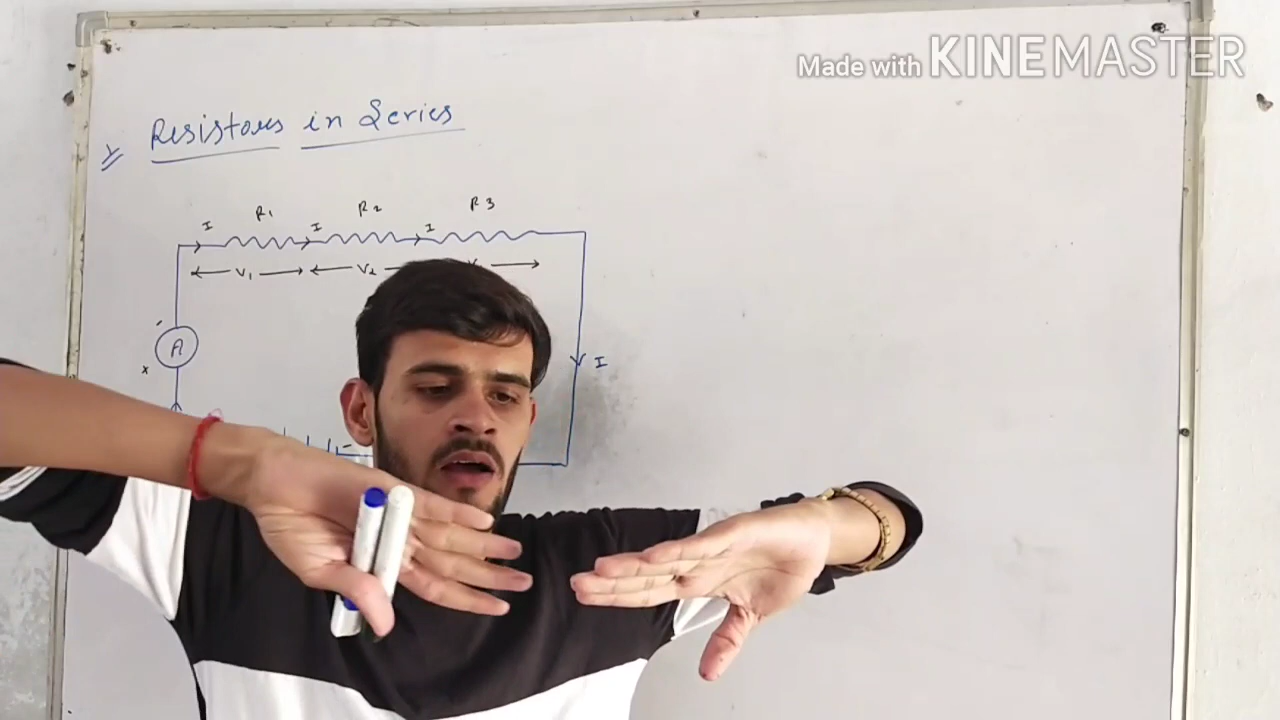 Made with KINEMASTER
Resistors in Series
R1 R2 R3
I I I
V1 V2
A
I